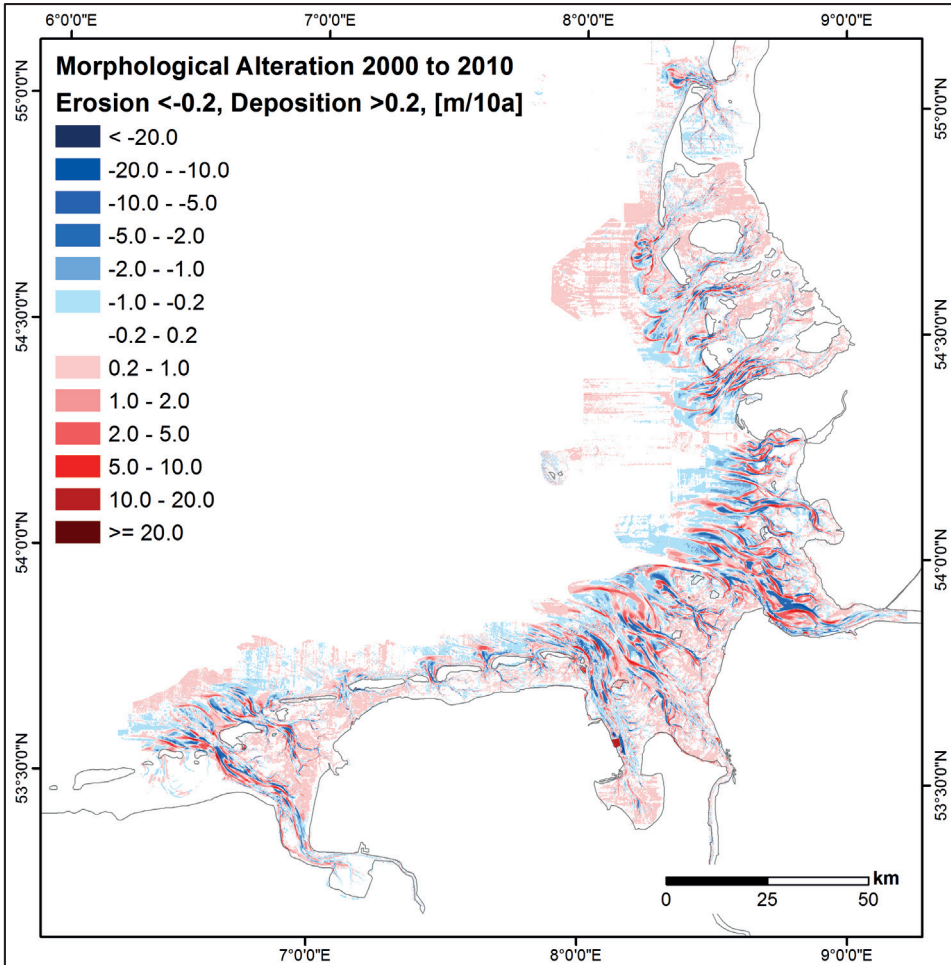 6°0'0"E 7°0'0"E 8°0'0"E 9°0'0"E
Morphological Alteration 2000 to 2010
Erosion <-0.2, Deposition >0.2, [m/10a]
< -20.0
-20.0 - -10.0
-10.0 - -5.0
-5.0 - -2.0
-2.0 - -1.0
-1.0 - -0.2
-0.2 - 0.2
0.2 - 1.0
1.0 - 2.0
2.0 - 5.0
5.0 - 10.0
10.0 - 20.0
>= 20.0
55°0'0"N
54°30'0"N
54°0'0"N
53°30'0"N
55°0'0"N
54°30'0"N
54°0'0"N
53°30'0"N
km
0 25 50
7°0'0"E 8°0'0"E 9°0'0"E